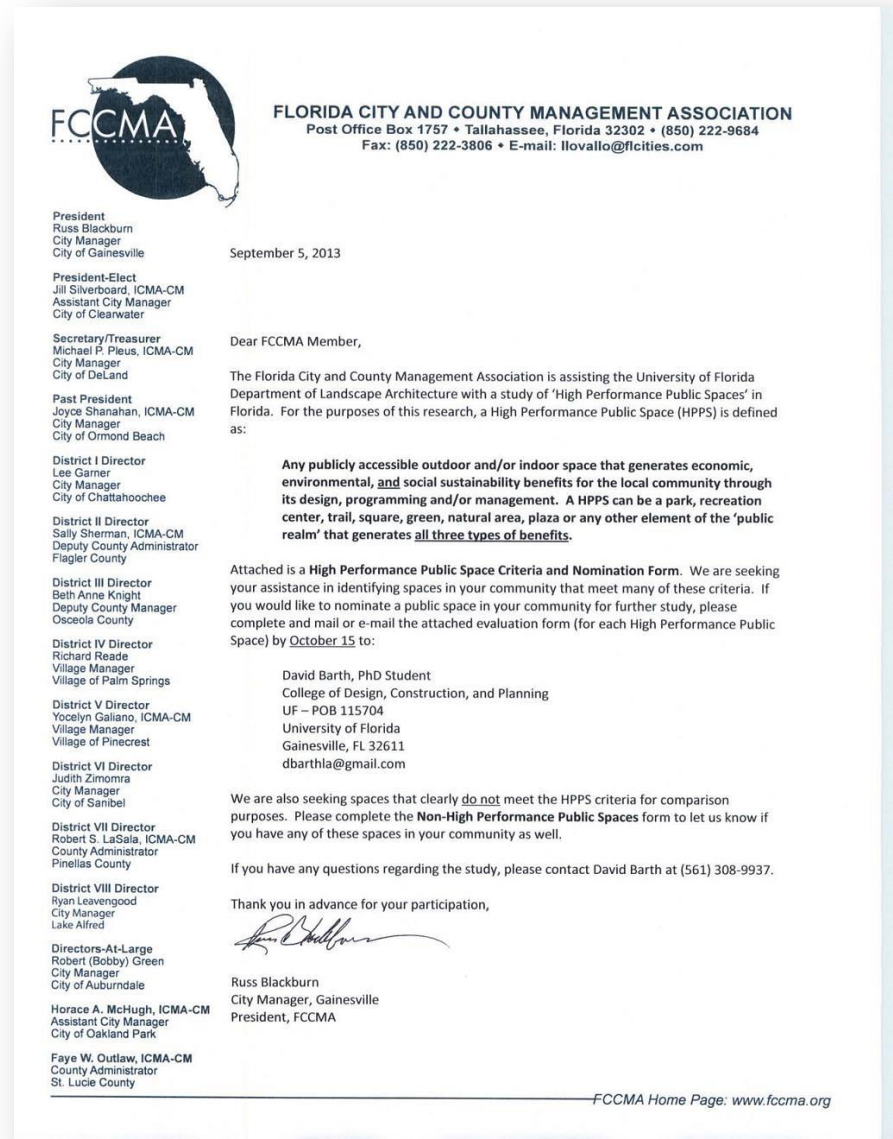 FCCMA
FLORIDA CITY AND COUNTY MANAGEMENT ASSOCIATION
Post Office Box 1757 • Tallahassee, Florida 32302 • (850) 222-9684
Fax: (850) 222-3806 • E-mail: llovallo@flcities.com
President
Russ Blackburn
City Manager
City of Gainesville
President-Elect
Jill Silverboard, ICMA-CM
Assistant City Manager
City of Clearwater
Secretary/Treasurer
Michael P. Pleus, ICMA-CM
City Manager
City of DeLand
Past President
Joyce Shanahan, ICMA-CM
City Manager
City of Ormond Beach
District I Director
Lee Garner
City Manager
City of Chattahoochee
District II Director
Sally Sherman, ICMA-CM
Deputy County Administrator
Flagler County
District III Director
Beth Anne Knight
Deputy County Manager
Osceola County
District IV Director
Richard Reade
Village Manager
Village of Palm Springs
District V Director
Yocelyn Galiano, ICMA-CM
Village Manager
Village of Pinecrest
District VI Director
Judith Zimomra
City Manager
City of Sanibel
District VII Director
Robert S. LaSala, ICMA-CM
County Administrator
Pinellas County
District VIII Director
Ryan Leavengood
City Manager
Lake Alfred
Directors-At-Large
Robert (Bobby) Green
City Manager
City of Auburndale
Horace A. McHugh, ICMA-CM
Assistant City Manager
City of Oakland Park
Faye W. Outlaw, ICMA-CM
County Administrator
St. Lucie County
September 5, 2013
Dear FCCMA Member,
The Florida City and County Management Association is assisting the University of Florida
Department of Landscape Architecture with a study of ‘High Performance Public Spaces’ in
Florida. For the purposes of this research, a High Performance Public Space (HPPS) is defined
as:
Any publicly accessible outdoor and/or indoor space that generates economic,
environmental, and social sustainability benefits for the local community through
its design, programming and/or management. A HPPS can be a park, recreation
center, trail, square, green, natural area, plaza or any other element of the ‘public
realm’ that generates all three types of benefits.
Attached is a High Performance Public Space Criteria and Nomination Form. We are seeking
your assistance in identifying spaces in your community that meet many of these criteria. If
you would like to nominate a public space in your community for further study, please
complete and mail or e-mail the attached evaluation form (for each High Performance Public
Space) by October 15 to:
David Barth, PhD Student
College of Design, Construction, and Planning
UF – POB 115704
University of Florida
Gainesville, FL 32611
dbarthla@gmail.com
We are also seeking spaces that clearly do not meet the HPPS criteria for comparison
purposes. Please complete the Non-High Performance Public Spaces form to let us know if
you have any of these spaces in your community as well.
If you have any questions regarding the study, please contact David Barth at (561) 308-9937.
Thank you in advance for your participation,
Russ Blackburn
City Manager, Gainesville
President, FCCMA
FCCMA Home Page: www.fccma.org